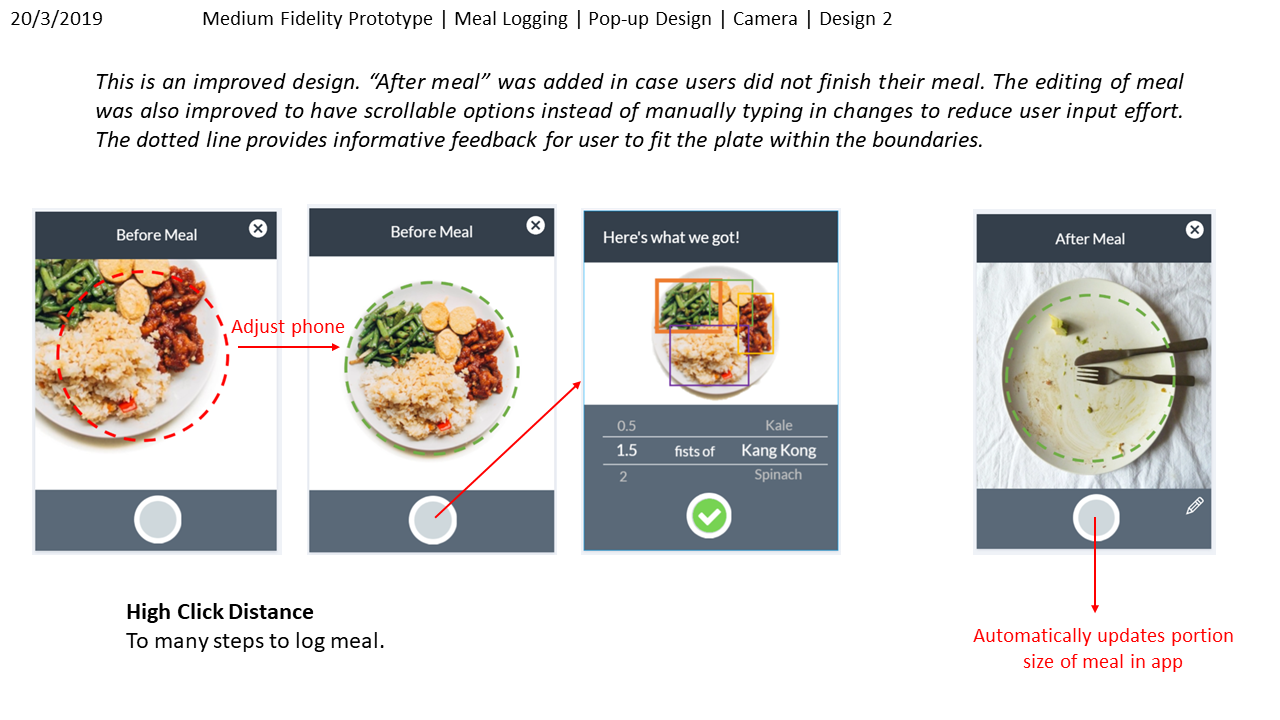 20/3/2019
Medium Fidelity Prototype | Meal Logging | Pop-up Design | Camera | Design 2
This is an improved design. “After meal” was added in case users did not finish their meal. The editing of meal
was also improved to have scrollable options instead of manually typing in changes to reduce user input effort.
The dotted line provides informative feedback for user to fit the plate within the boundaries.
Before Meal
Adjust phone
Before Meal
Here's what we got!
0.5 Kale
1.5 fists of Kang Kong
2 Spinach
After Meal
High Click Distance
To many steps to log meal.
Automatically updates portion
size of meal in app